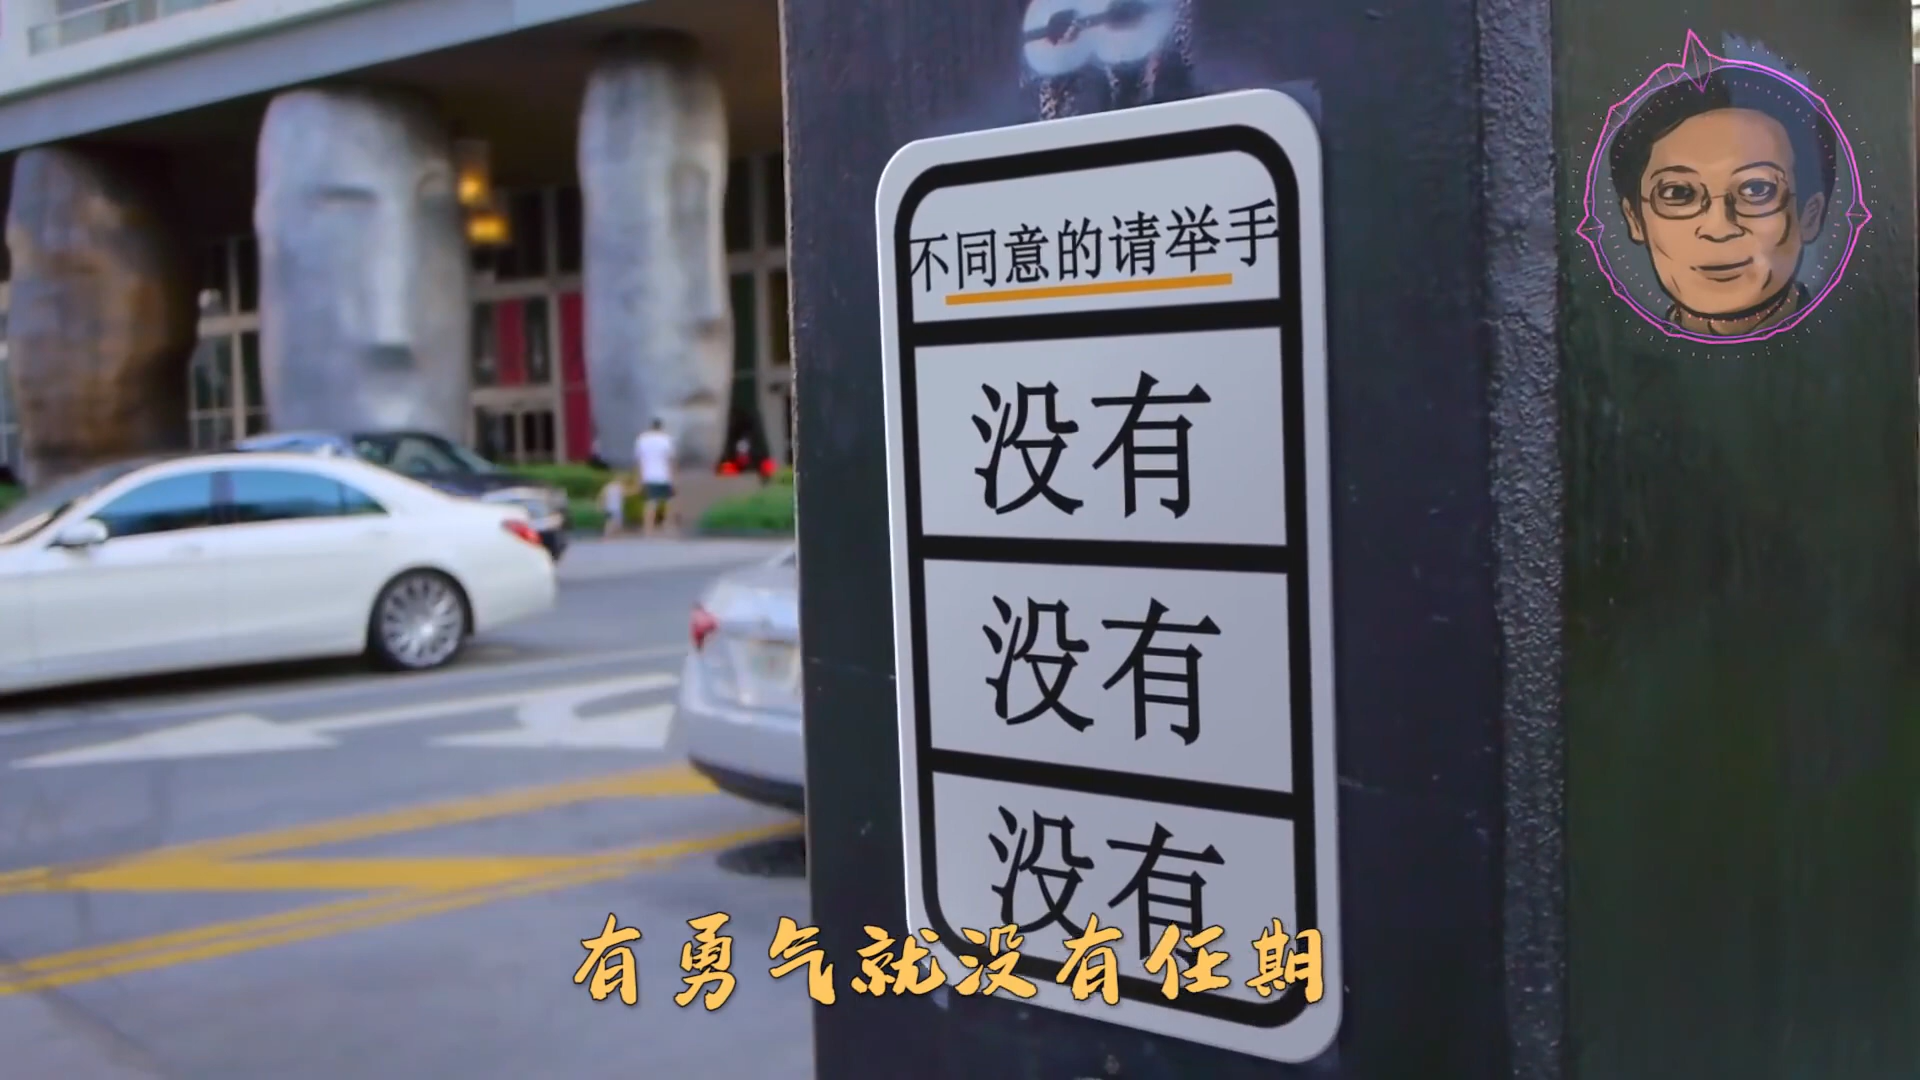 不同意的请举手
没有
没有
没有
有勇气就没有任期